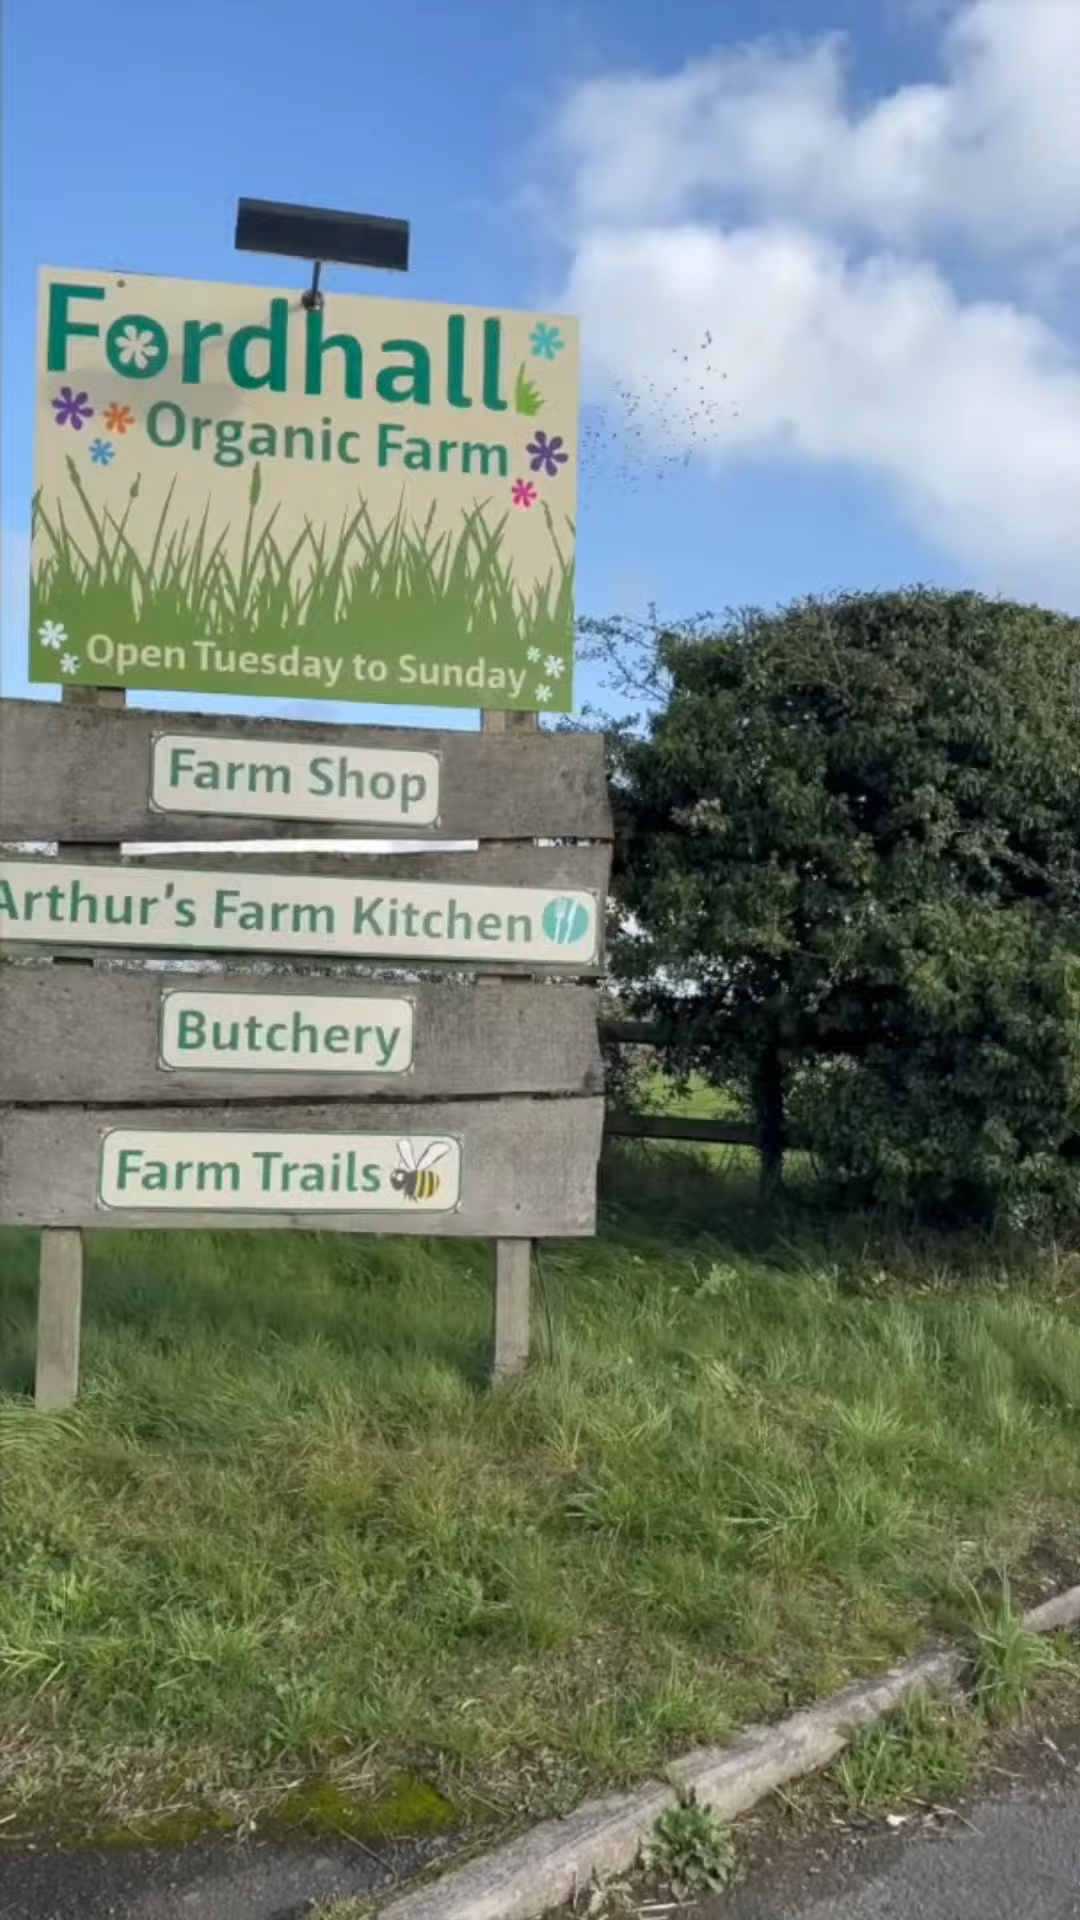 Fordhall
Organic Farm
Open Tuesday to Sunday
Farm Shop
Arthur's Farm Kitchen
Butchery
Farm Trails